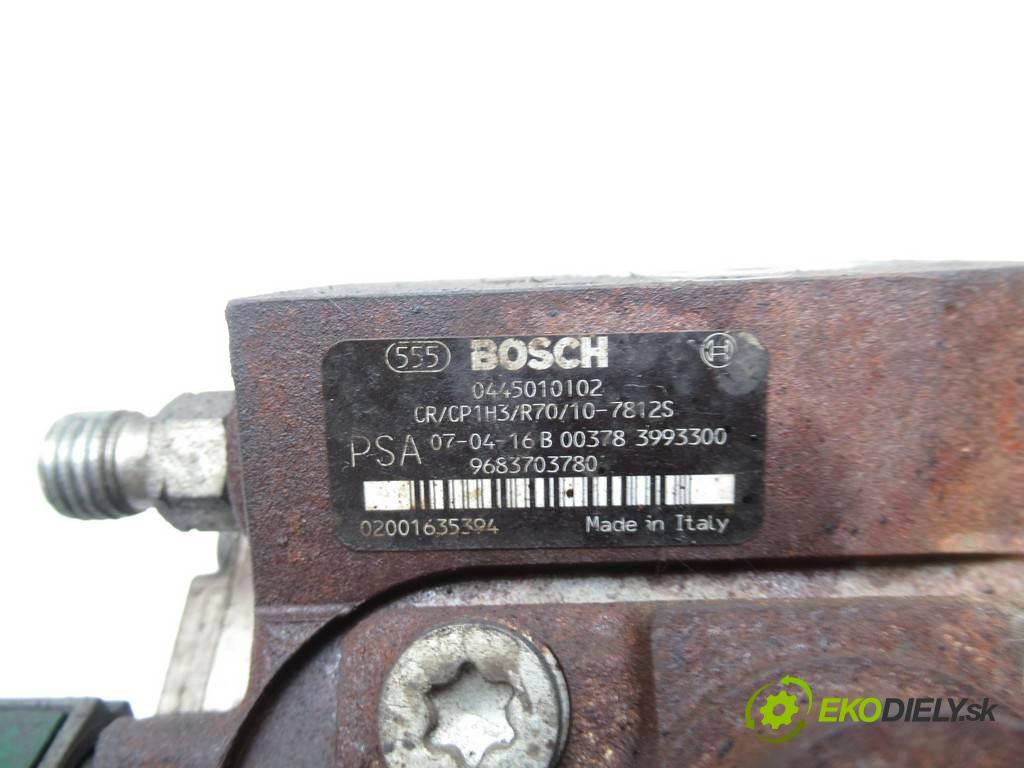 555 BOSCH
0445010102
CR/CP1H3/R70/10-7812S
PSA 07-04-16 B 00378 3993300
9683703780
02001635394 Made in Italy
EKODIELY.sk